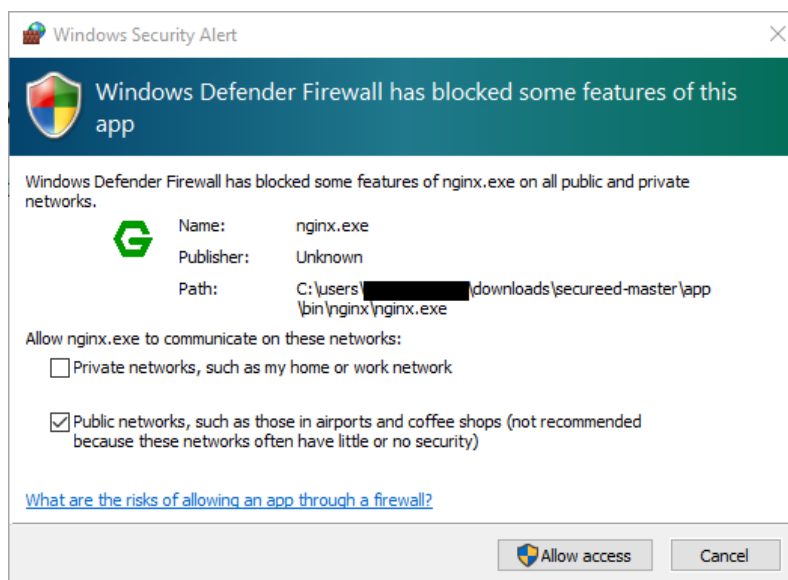 Windows Security Alert
Windows Defender Firewall has blocked some features of this
app
Windows Defender Firewall has blocked some features of nginx.exe on all public and private
networks.
Name: nginx.exe
Publisher: Unknown
Path: C:\users\ \downloads\secureed-master\app
\bin\nginx\nginx.exe
Allow nginx.exe to communicate on these networks:
Private networks, such as my home or work network
Public networks, such as those in airports and coffee shops (not recommended
because these networks often have little or no security)
What are the risks of allowing an app through a firewall?
Allow access Cancel